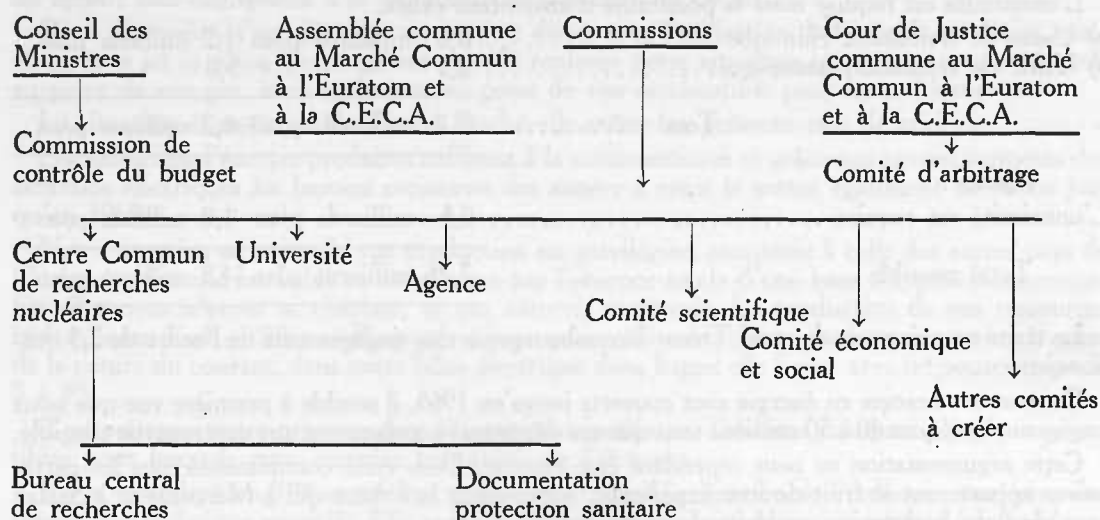 Conseil des
Ministres
Assemblée commune
au Marché Commun
à l'Euratom et
à la C.E.C.A.
Commissions
Cour de Justice
commune au Marché
Commun à l'Euratom
et à la C.E.C.A.
Commission de
contrôle du budget
Comité d'arbitrage
Centre Commun
de recherches
nucléaires
Université
Agence
Comité scientifique
Comité économique
et social
Autres comités
à créer
Bureau central
de recherches
Documentation
protection sanitaire